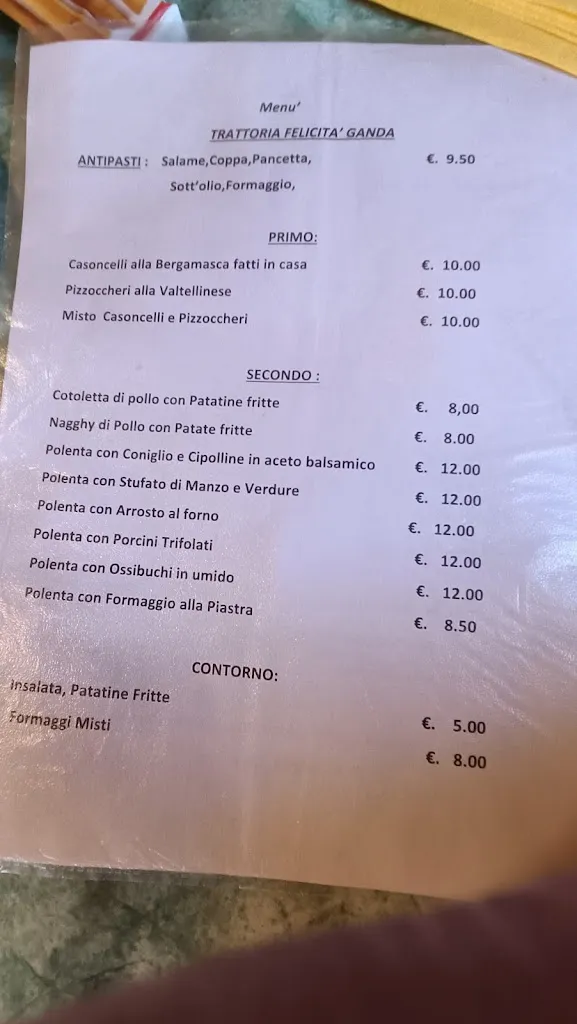 Menu'
TRATTORIA FELICITA' GANDA
ANTIPASTI : Salame,Coppa,Pancetta, €. 9.50
Sott'olio,Formaggio,
PRIMO:
Casoncelli alla Bergamasca fatti in casa €. 10.00
Pizzoccheri alla Valtellinese €. 10.00
Misto Casoncelli e Pizzoccheri €. 10.00
SECONDO :
Cotoletta di pollo con Patatine fritte €. 8,00
Nagghy di Pollo con Patate fritte €. 8.00
Polenta con Coniglio e Cipolline in aceto balsamico €. 12.00
Polenta con Stufato di Manzo e Verdure €. 12.00
Polenta con Arrosto al forno €. 12.00
Polenta con Porcini Trifolati €. 12.00
Polenta con Ossibuchi in umido €. 12.00
Polenta con Formaggio alla Piastra €. 8.50
CONTORNO:
Insalata, Patatine Fritte €. 5.00
Formaggi Misti €. 8.00